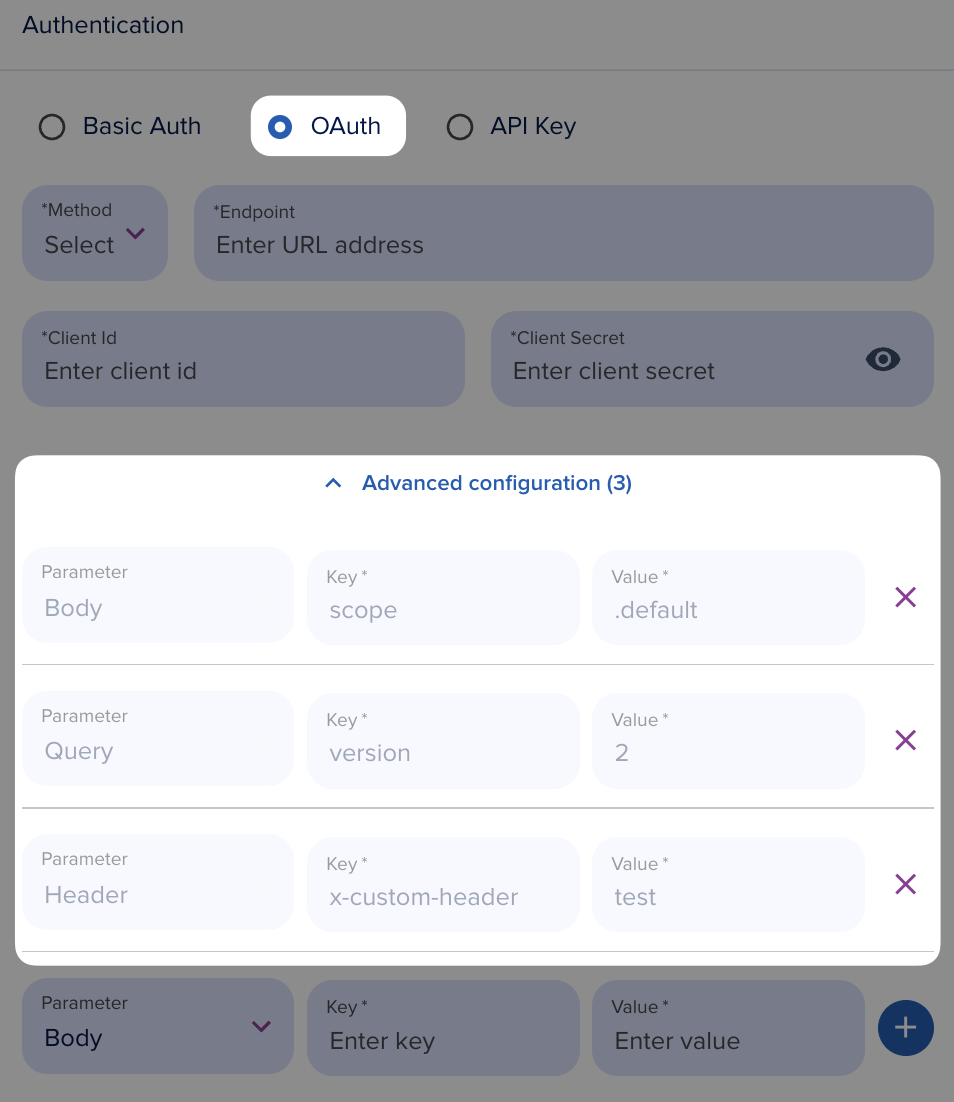 Authentication
Basic Auth OAuth API Key
*Method *Endpoint
Select Enter URL address
*Client Id *Client Secret
Enter client id Enter client secret
Advanced configuration (3)
Parameter Key * Value *
Body scope .default
Parameter Key * Value *
Query version 2
Parameter Key * Value *
Header x-custom-header test
Parameter Key * Value *
Body Enter key Enter value